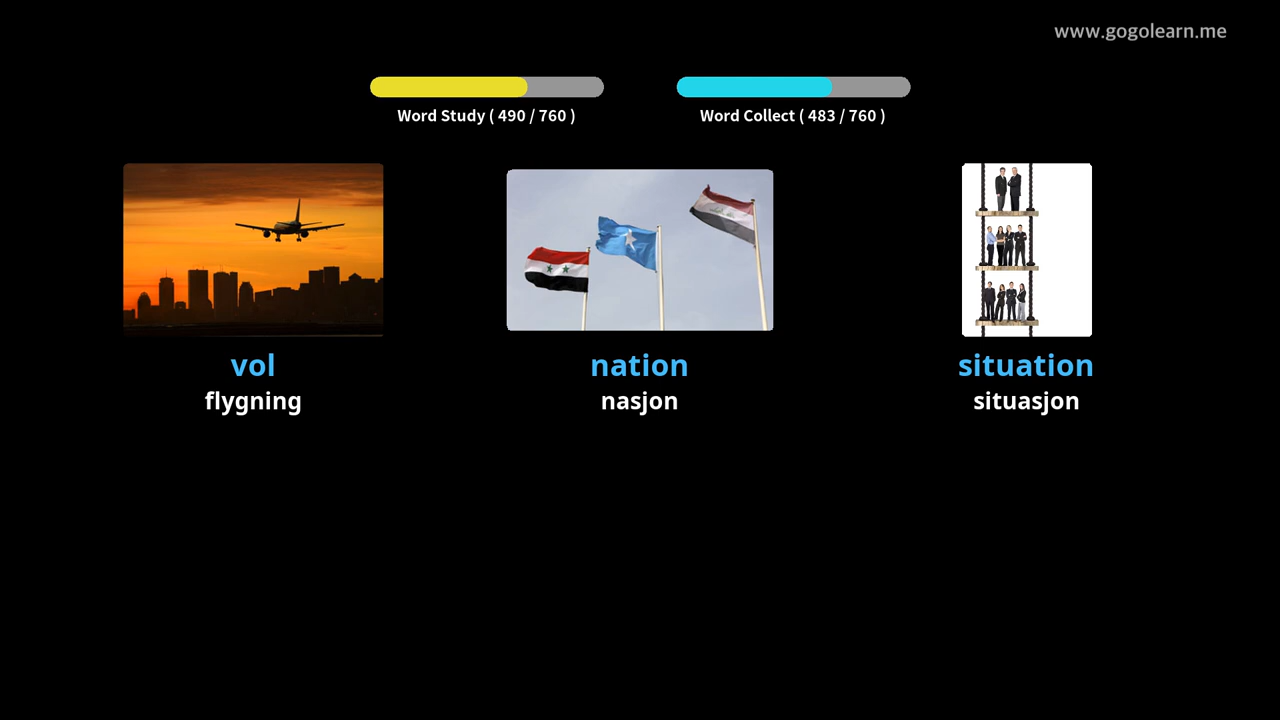 www.gogolearn.me
Word Study ( 490 / 760 )
Word Collect ( 483 / 760 )
vol
flygning
nation
nasjon
situation
situasjon